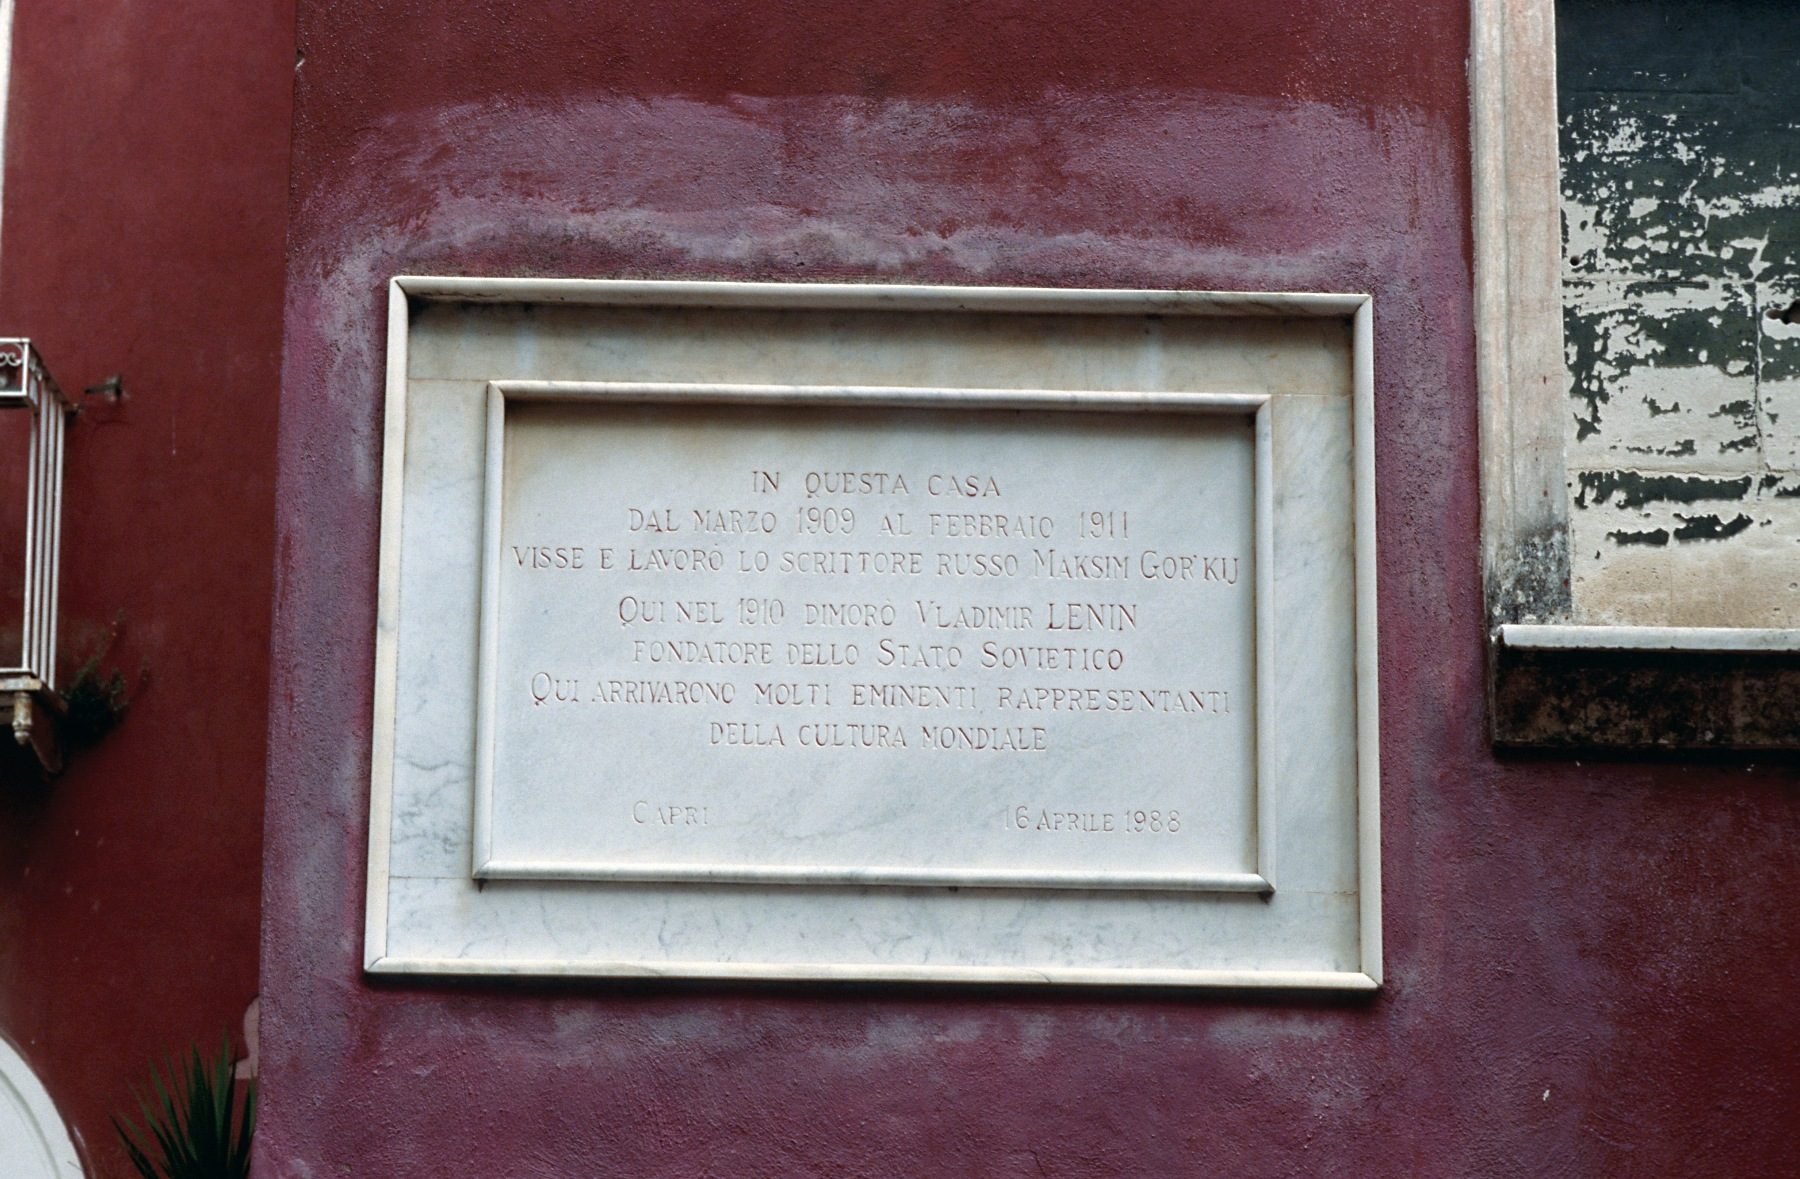 IN QUESTA CASA
DAL MARZO 1909 AL FEBBRAIO 1911
VISSE E LAVORÒ LO SCRITTORE RUSSO MAKSIM GOR'KIJ
QUI NEL 1910 DIMORÒ VLADIMIR LENIN
FONDATORE DELLO STATO SOVIETICO
QUI ARRIVARONO MOLTI EMINENTI RAPPRESENTANTI
DELLA CULTURA MONDIALE
CAPRI 16 APRILE 1988